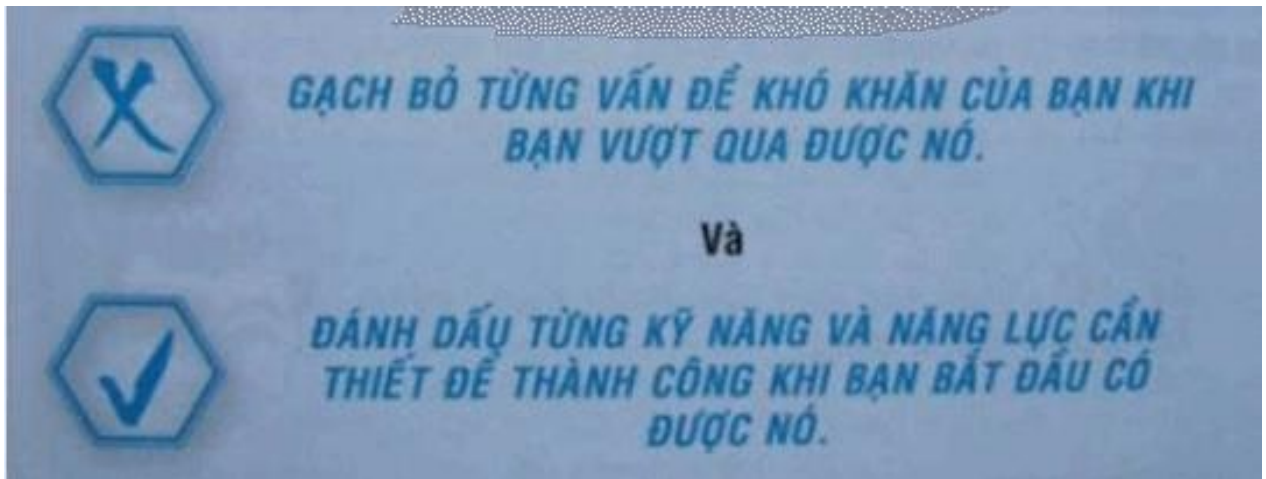 GẠCH BỎ TỪNG VẤN ĐỀ KHÓ KHĂN CỦA BẠN KHI
BẠN VƯỢT QUA ĐƯỢC NÓ.
Và
ĐÁNH DẤU TỪNG KỸ NĂNG VÀ NĂNG LỰC CẦN
THIẾT ĐỂ THÀNH CÔNG KHI BẠN BẮT ĐẦU CÓ
ĐƯỢC NÓ.